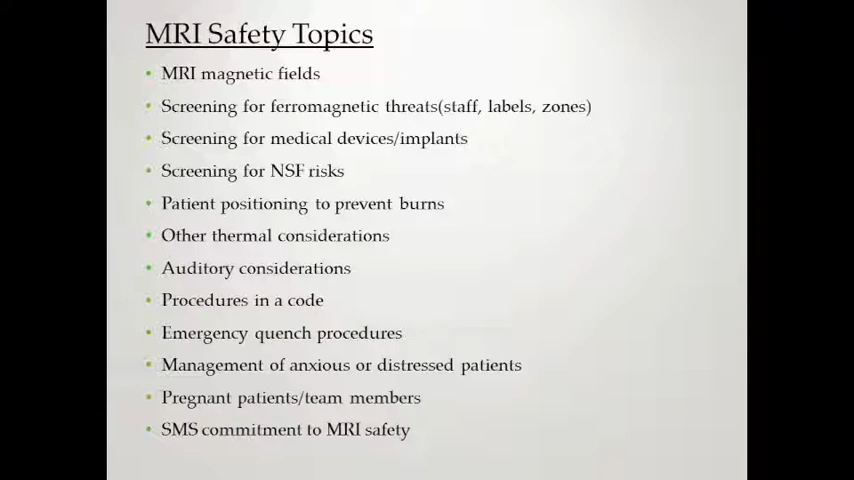 MRI Safety Topics
• MRI magnetic fields
• Screening for ferromagnetic threats(staff, labels, zones)
• Screening for medical devices/implants
• Screening for NSF risks
• Patient positioning to prevent burns
• Other thermal considerations
• Auditory considerations
• Procedures in a code
• Emergency quench procedures
• Management of anxious or distressed patients
• Pregnant patients/team members
• SMS commitment to MRI safety